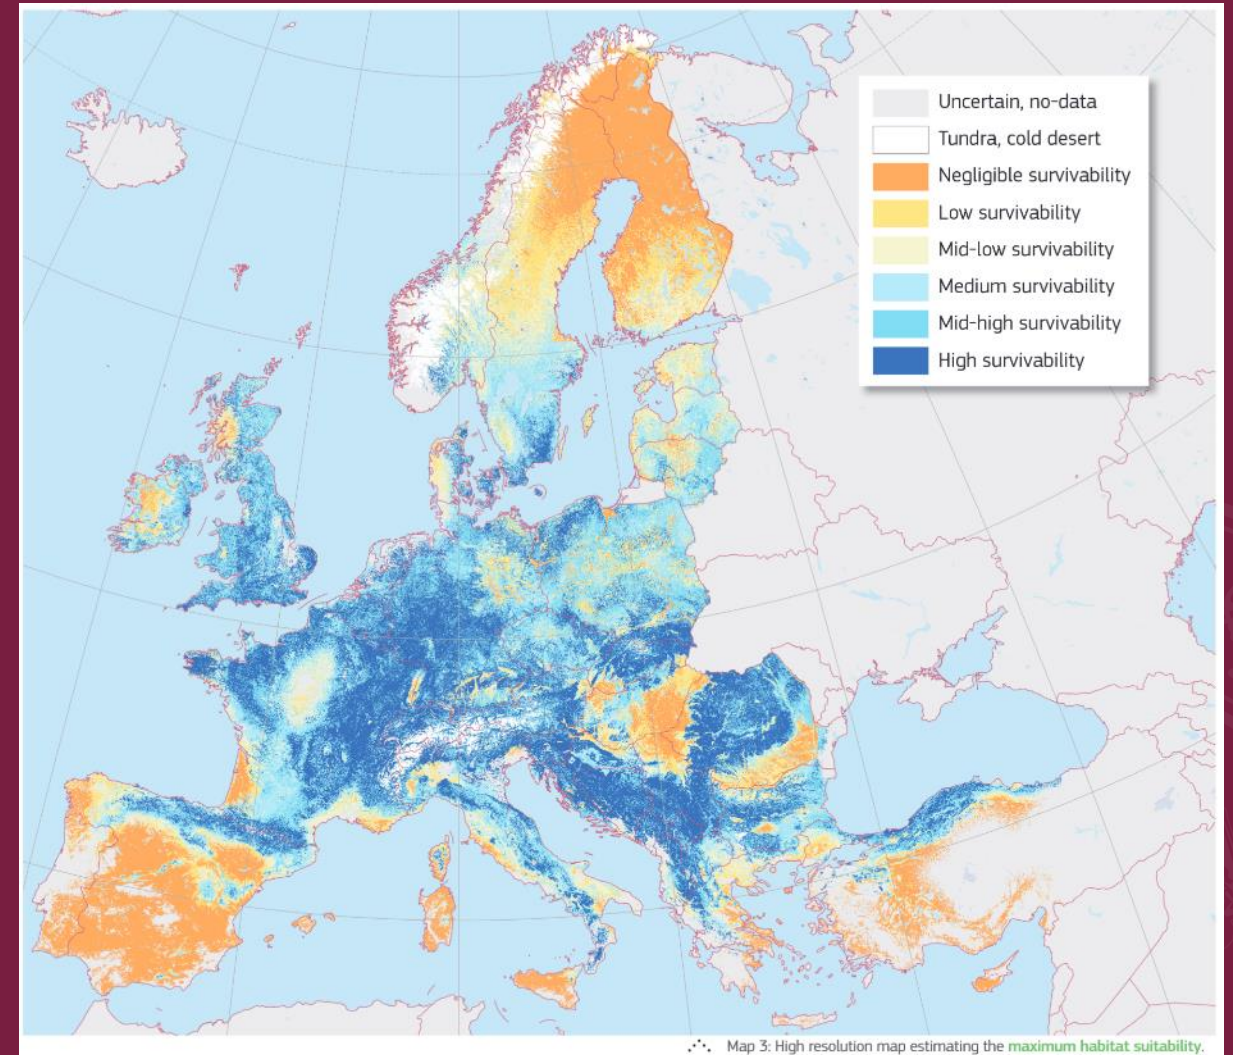 Uncertain, no-data
Tundra, cold desert
Negligible survivability
Low survivability
Mid-low survivability
Medium survivability
Mid-high survivability
High survivability
Map 3: High resolution map estimating the maximum habitat suitability.